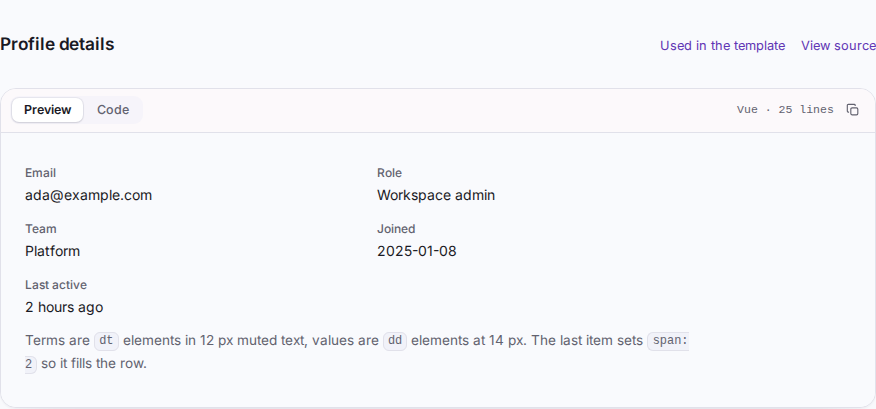 Profile details
Used in the template View source
Preview Code Vue · 25 lines
Email Role
ada@example.com Workspace admin
Team Joined
Platform 2025-01-08
Last active
2 hours ago
Terms are dt elements in 12 px muted text, values are dd elements at 14 px. The last item sets span:
2 so it fills the row.